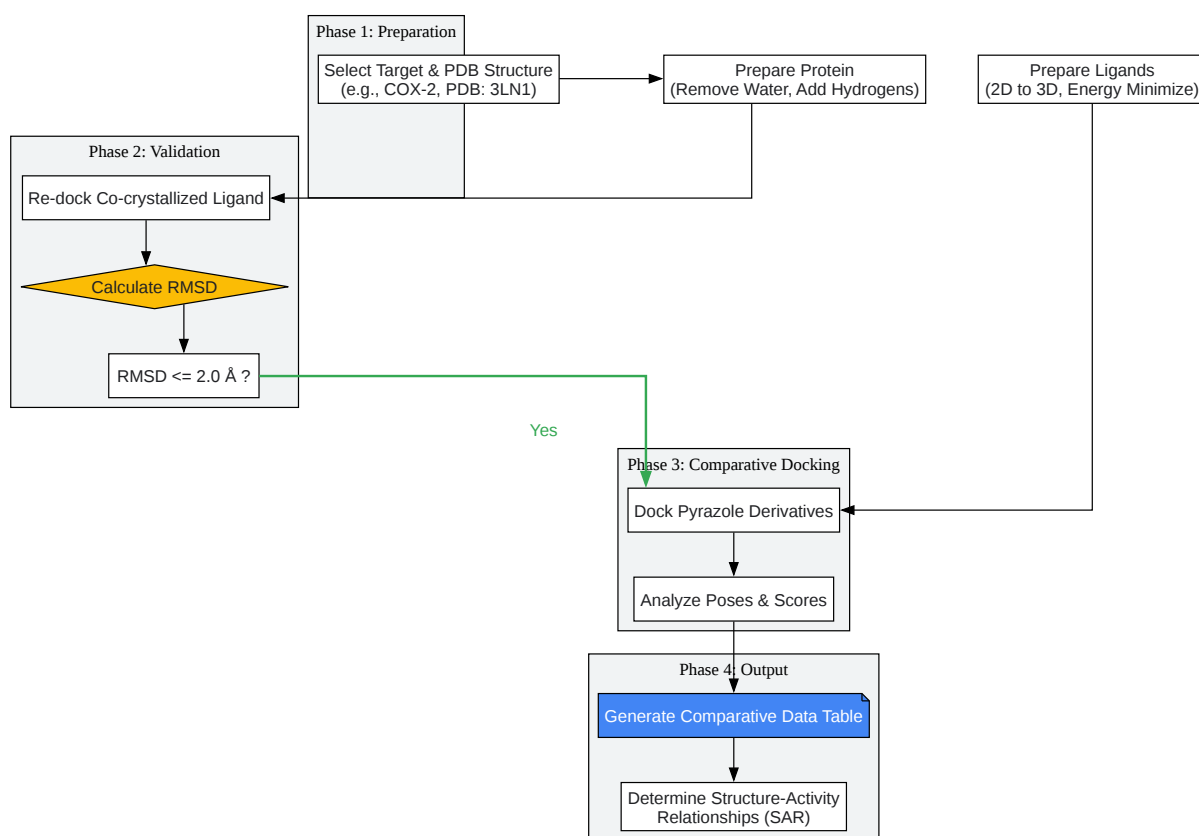 Phase 1: Preparation
Select Target & PDB Structure
(e.g., COX-2, PDB: 3LN1)
Prepare Protein
(Remove Water, Add Hydrogens)
Prepare Ligands
(2D to 3D, Energy Minimize)
Phase 2: Validation
Re-dock Co-crystallized Ligand
Calculate RMSD
RMSD <= 2.0 Å ?
Yes
Phase 3: Comparative Docking
Dock Pyrazole Derivatives
Analyze Poses & Scores
Phase 4: Output
Generate Comparative Data Table
Determine Structure-Activity
Relationships (SAR)